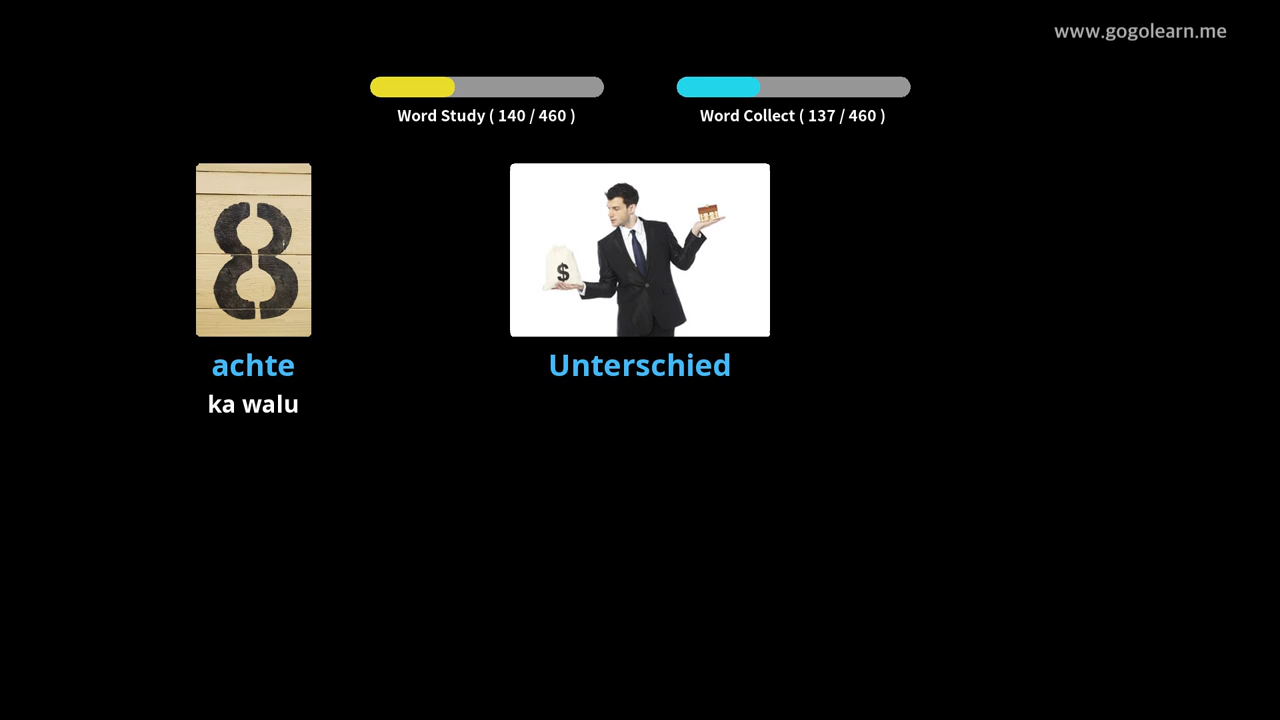 www.gogolearn.me
Word Study ( 140 / 460 )
Word Collect ( 137 / 460 )
8
$
achte
Unterschied
ka walu